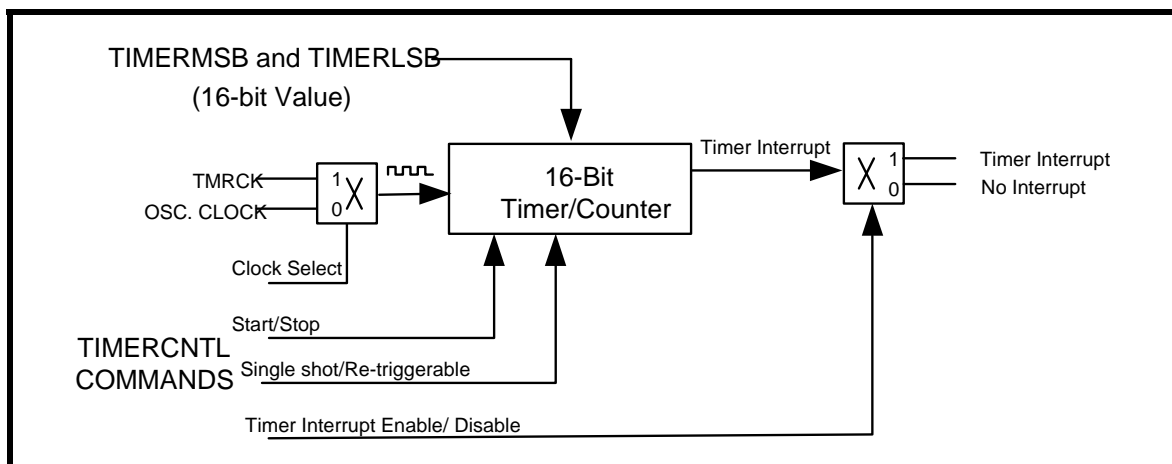 TIMERMSB and TIMERLSB
(16-bit Value)
Timer Interrupt
1
Timer Interrupt
0
No Interrupt
TMRCK
1
X
OSC. CLOCK
0
16-Bit
Timer/Counter
X
Clock Select
Start/Stop
TIMERCNTL
COMMANDS
Single shot/Re-triggerable
Timer Interrupt Enable/ Disable